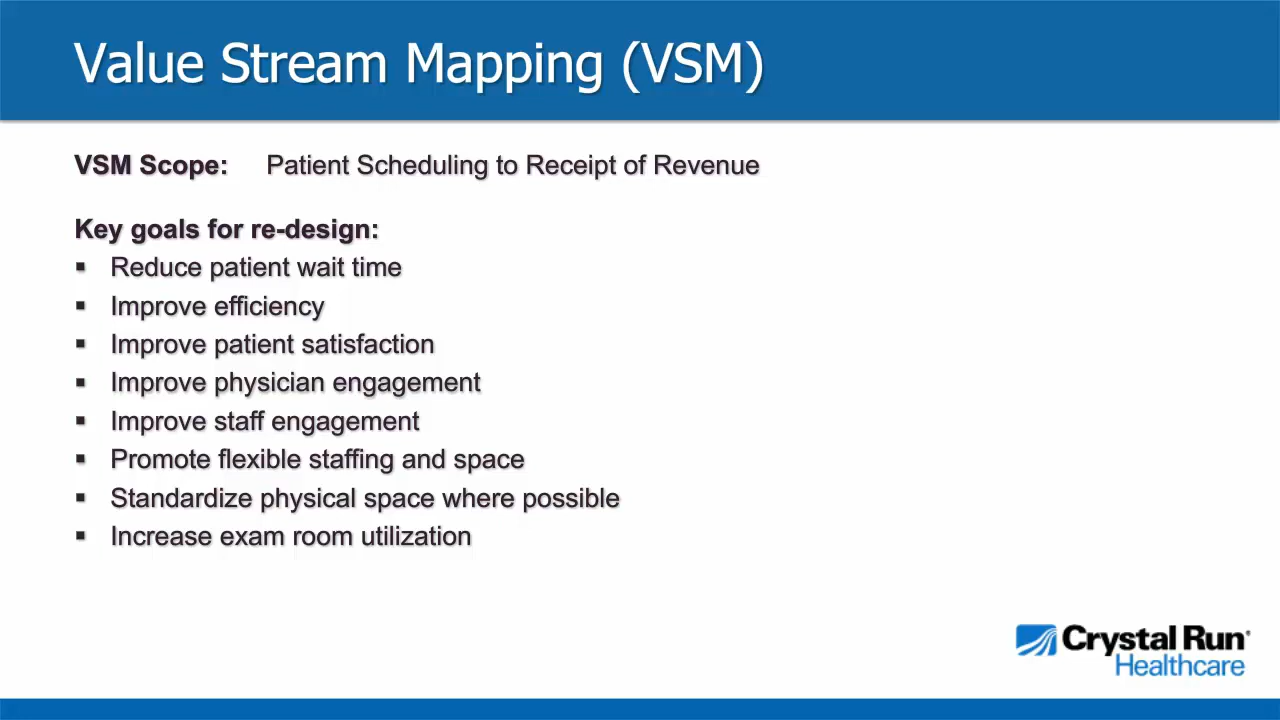 Value Stream Mapping (VSM)
VSM Scope: Patient Scheduling to Receipt of Revenue
Key goals for re-design:
▪ Reduce patient wait time
▪ Improve efficiency
▪ Improve patient satisfaction
▪ Improve physician engagement
▪ Improve staff engagement
▪ Promote flexible staffing and space
▪ Standardize physical space where possible
▪ Increase exam room utilization
Crystal Run®
Healthcare